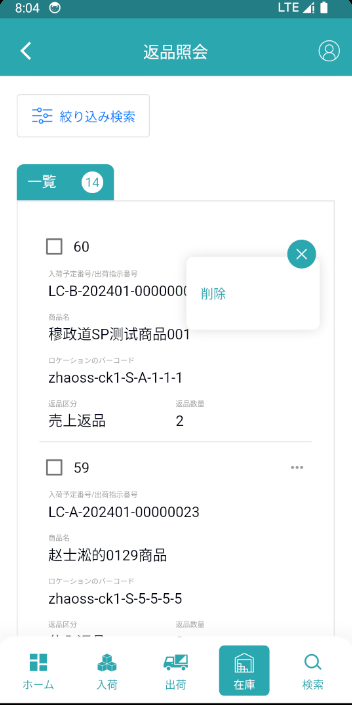 8:04 LTE
返品照会
絞り込み検索
一覧 14
60
入荷予定番号/出荷指示番号
LC-B-202401-0000000
削除
商品名
穆政道SP测试商品001
ロケーションのバーコード
zhaoss-ck1-S-A-1-1-1
返品区分 返品数量
売上返品 2
59
入荷予定番号/出荷指示番号
LC-A-202401-00000023
商品名
赵士淞的0129商品
ロケーションのバーコード
zhaoss-ck1-S-5-5-5-5
返品区分 返品数量
ホーム 入荷 出荷 在庫 検索